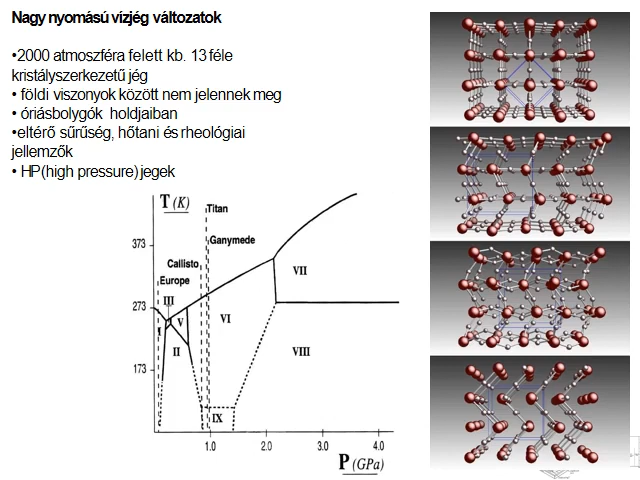 Nagy nyomású vízjég változatok
•2000 atmoszféra felett kb. 13 féle
kristályszerkezetű jég
• földi viszonyok között nem jelennek meg
• óriásbolygók holdjaiban
•eltérő sűrűség, hőtani és rheológiai
jellemzők
• HP(high pressure) jegek
T (K)
Titan
Ganymede
373
Callisto
Europe
VII
273
III
I
V
VI
II
VIII
173
IX
1.0
2.0
3.0
4.0
P (GPa)